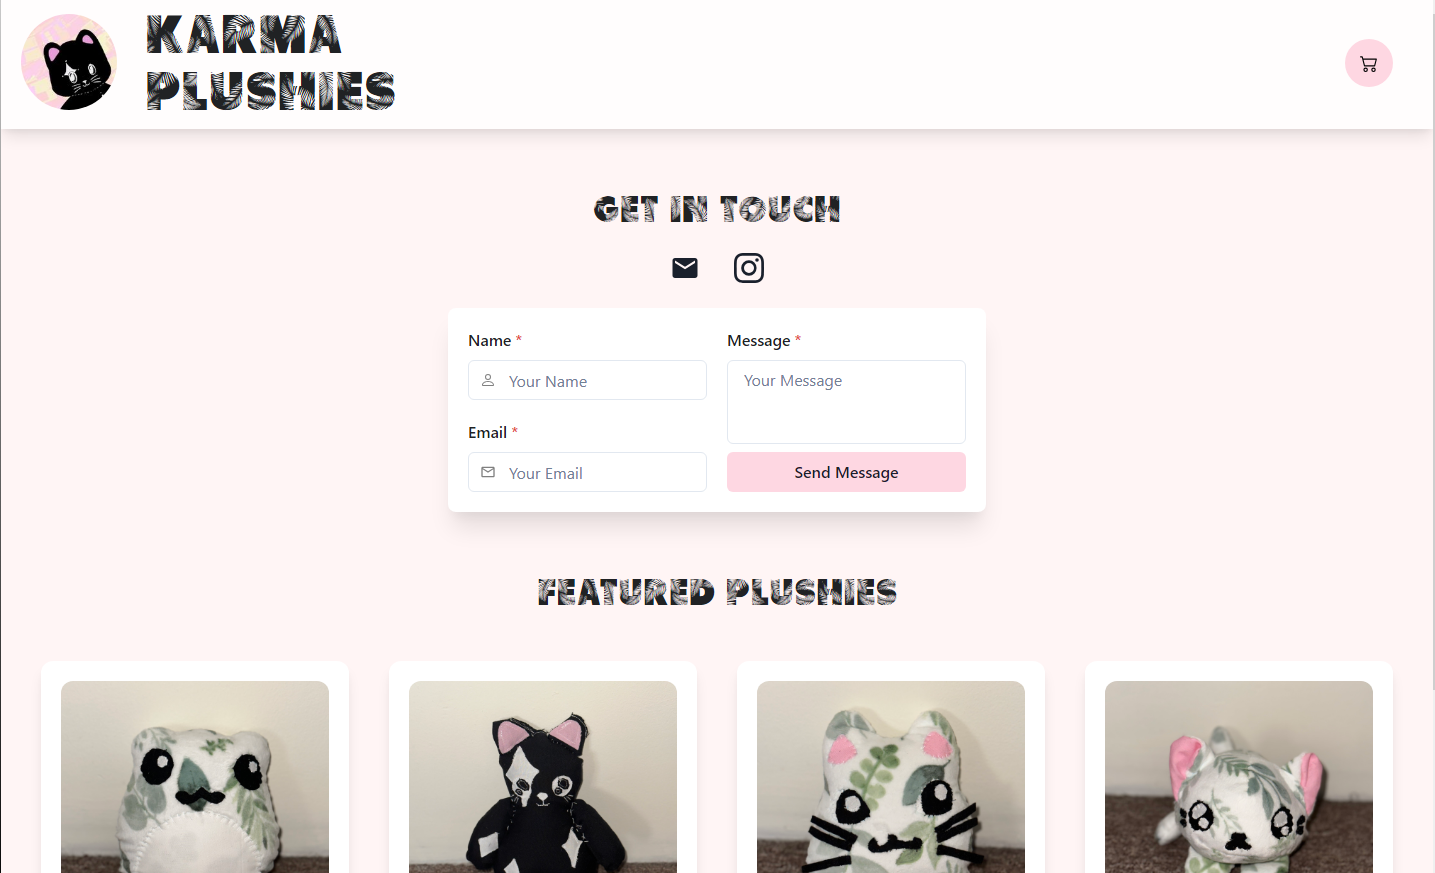 KARMA
PLUSHIES
GET IN TOUCH
Name *
Your Name
Email *
Your Email
Message *
Your Message
Send Message
FEATURED PLUSHIES